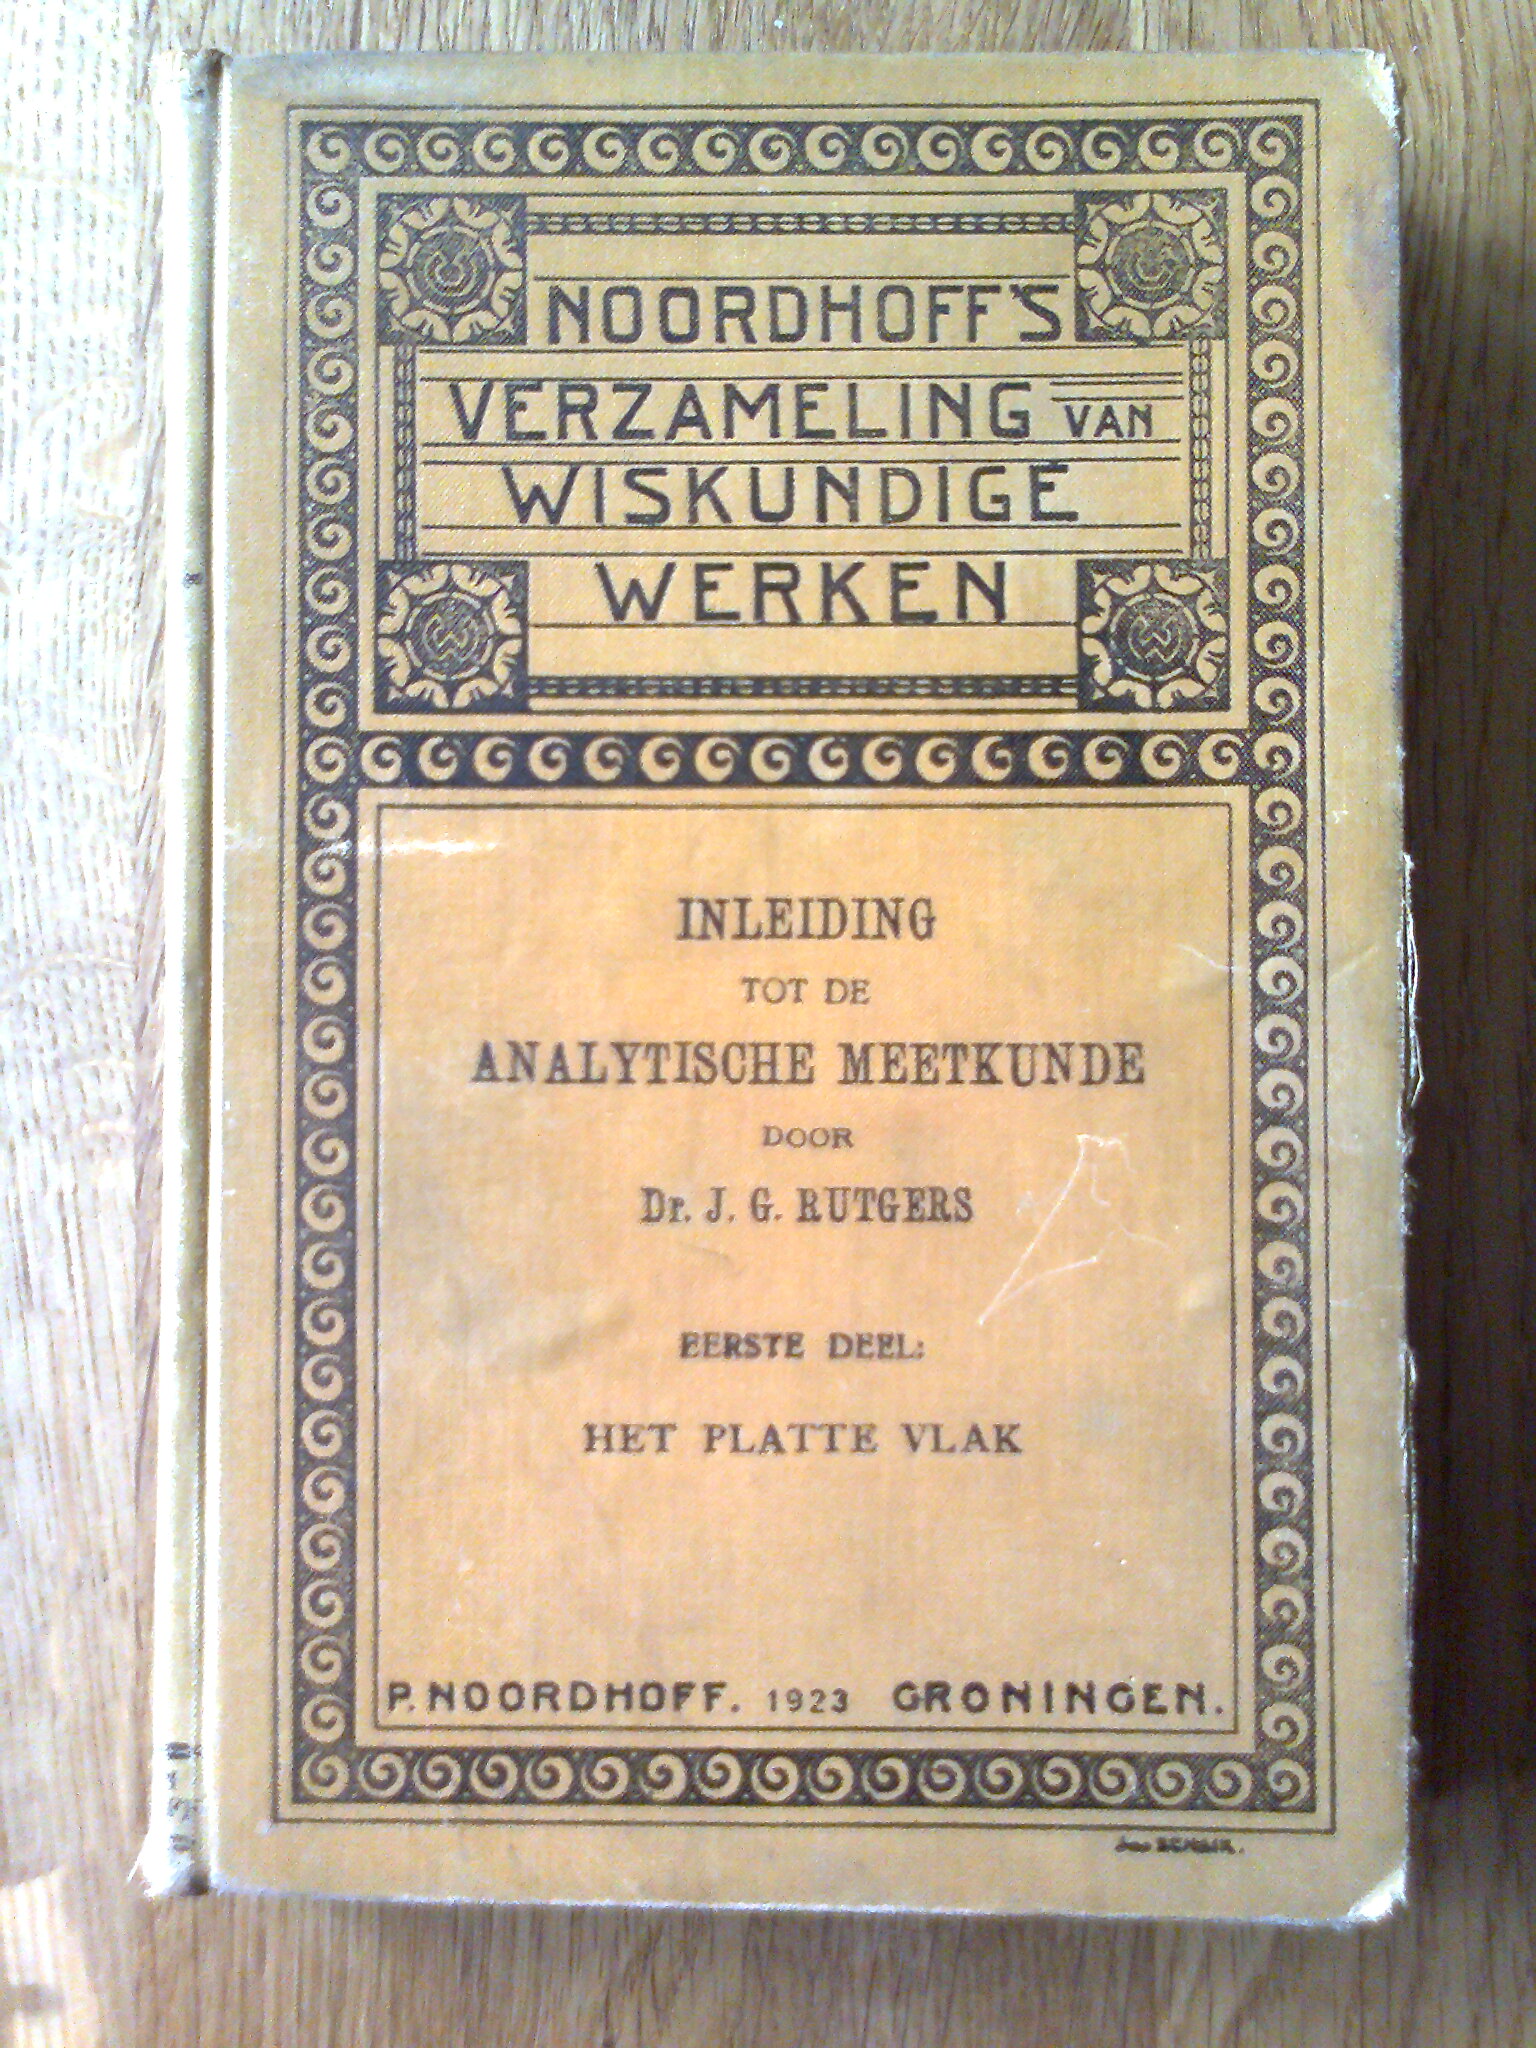 NOORDHOFF'S
VERZAMELING VAN
WISKUNDIGE
WERKEN
INLEIDING
TOT DE
ANALYTISCHE MEETKUNDE
DOOR
Dr. J. G. RUTGERS
EERSTE DEEL:
HET PLATTE VLAK
P. NOORDHOFF. 1923 GRONINGEN.